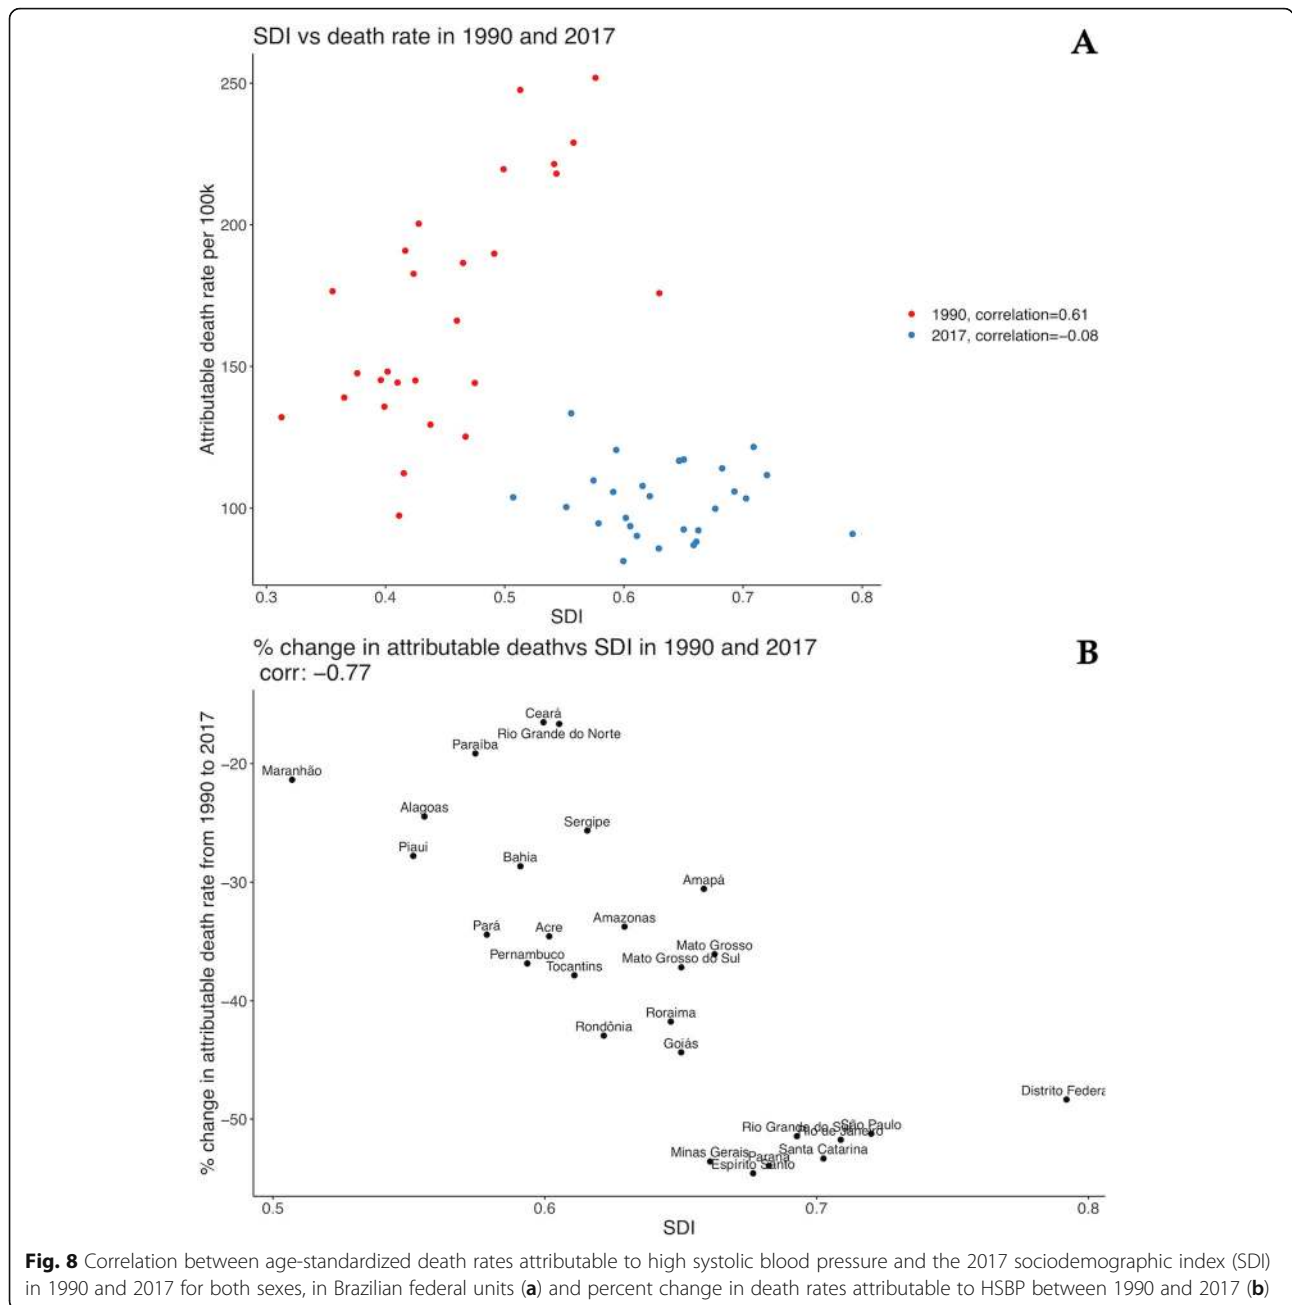 SDI vs death rate in 1990 and 2017
A
Attributable death rate per 100k
250
200
150
100
0.3 0.4 0.5 0.6 0.7 0.8
SDI
1990, correlation=0.61
2017, correlation=−0.08
% change in attributable deathvs SDI in 1990 and 2017
corr: −0.77
B
% change in attributable death rate from 1990 to 2017
−20
−30
−40
−50
Ceará
Rio Grande do Norte
Paraíba
Maranhão
Alagoas
Sergipe
Piauí
Bahia
Amapá
Amazonas
Pará
Acre
Mato Grosso
Pernambuco
Mato Grosso do Sul
Tocantins
Roraima
Rondônia
Goiás
Distrito Federa
Rio Grande do Sul
São Paulo
Rio de Janeiro
Santa Catarina
Minas Gerais
Paraná
Espírito Santo
0.5 0.6 0.7 0.8
SDI
Fig. 8 Correlation between age-standardized death rates attributable to high systolic blood pressure and the 2017 sociodemographic index (SDI)
in 1990 and 2017 for both sexes, in Brazilian federal units (a) and percent change in death rates attributable to HSBP between 1990 and 2017 (b)